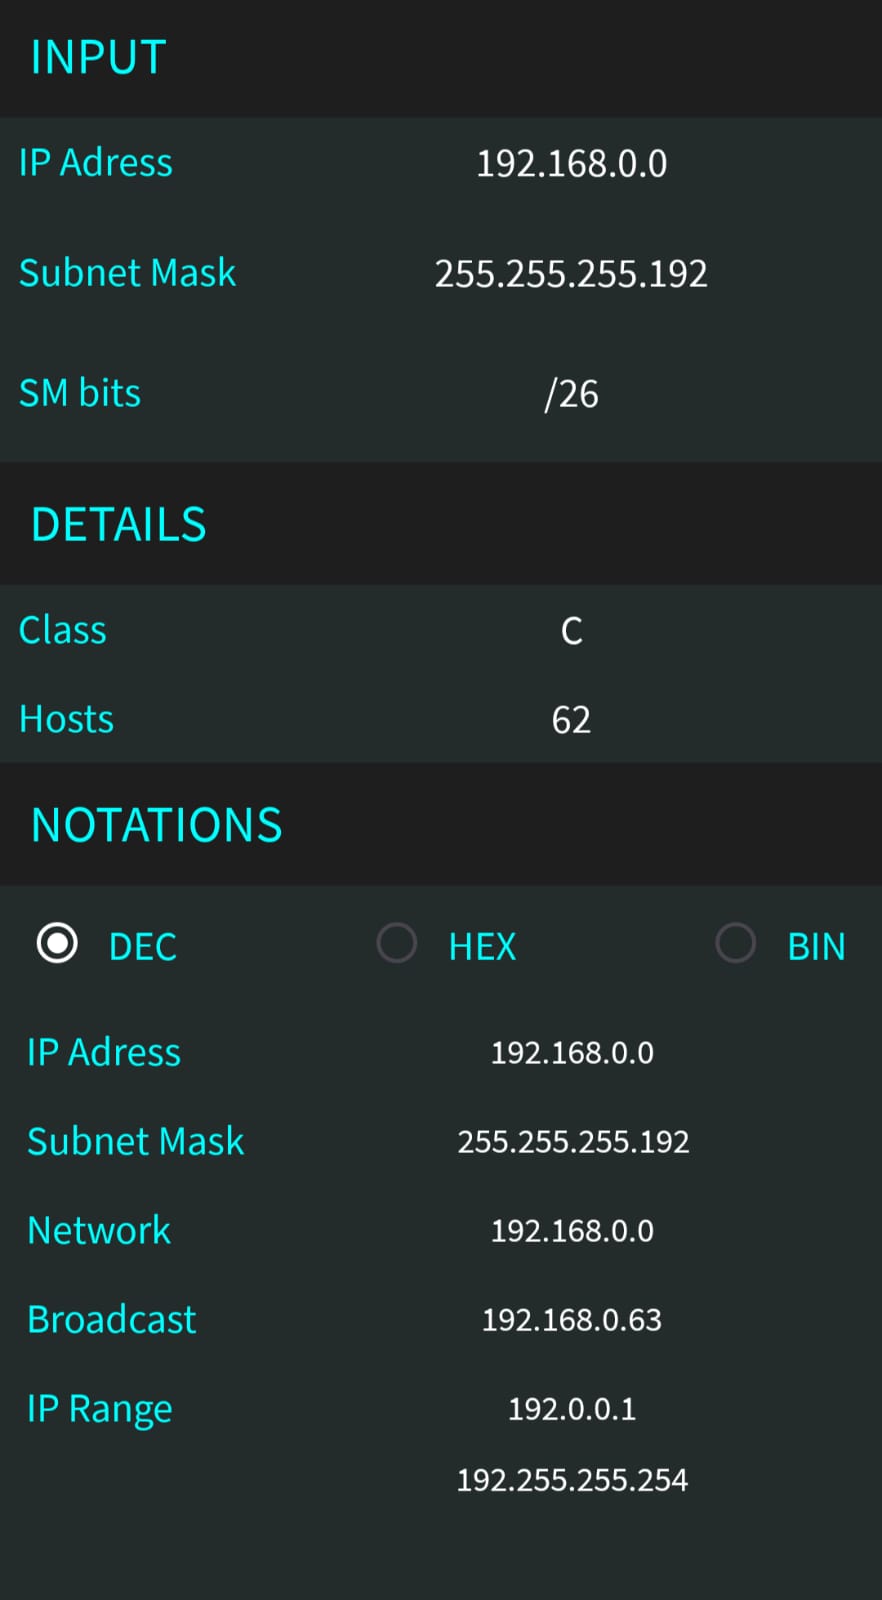 INPUT
IP Adress 192.168.0.0
Subnet Mask 255.255.255.192
SM bits /26
DETAILS
Class C
Hosts 62
NOTATIONS
DEC HEX BIN
IP Adress 192.168.0.0
Subnet Mask 255.255.255.192
Network 192.168.0.0
Broadcast 192.168.0.63
IP Range 192.0.0.1
192.255.255.254